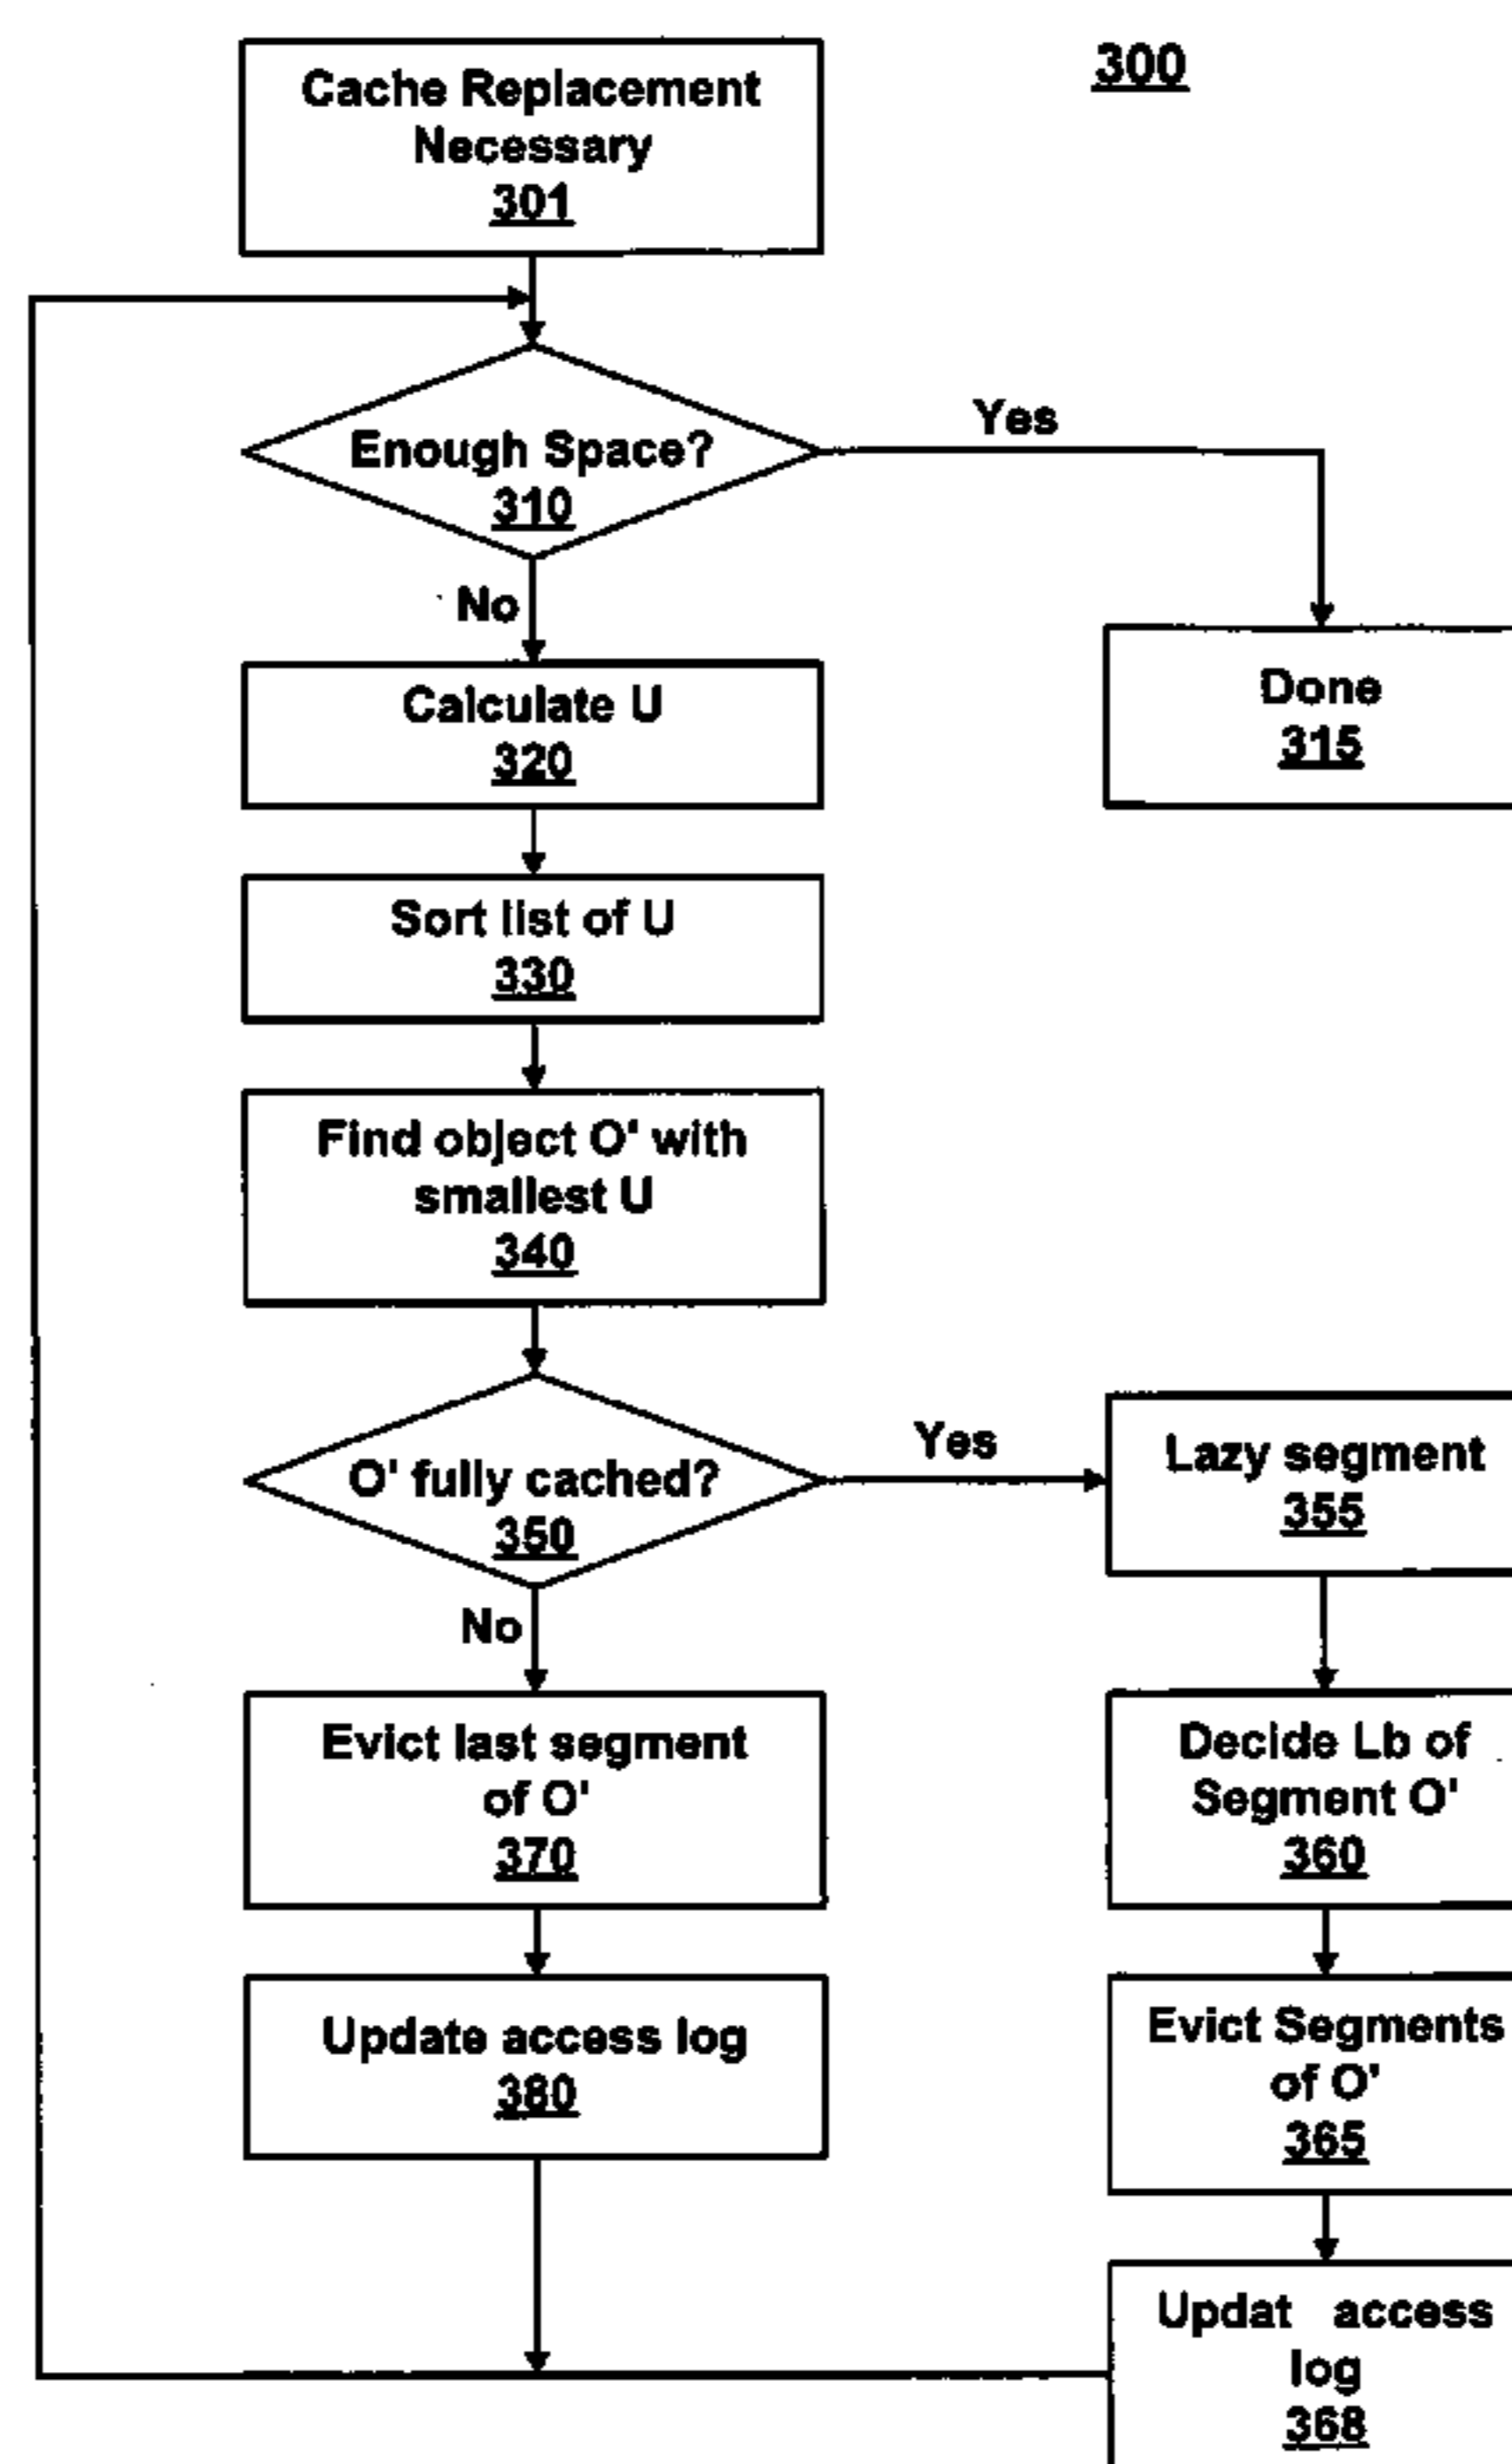 Cache Replacement
Necessary
301
300
Enough Space?
310
Yes
No
Done
315
Calculate U
320
Sort list of U
330
Find object O' with
smallest U
340
O' fully cached?
350
Yes
No
Lazy segment
355
Evict last segment
of O'
370
Decide Lb of
Segment O'
360
Update access log
380
Evict Segments
of O'
365
Updat access
log
368